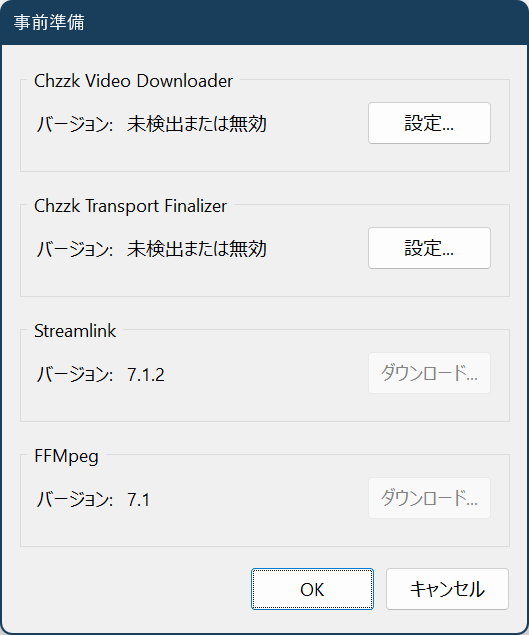 事前準備
Chzzk Video Downloader
バージョン: 未検出または無効
設定...
Chzzk Transport Finalizer
バージョン: 未検出または無効
設定...
Streamlink
バージョン: 7.1.2
ダウンロード...
FFMpeg
バージョン: 7.1
ダウンロード...
OK
キャンセル